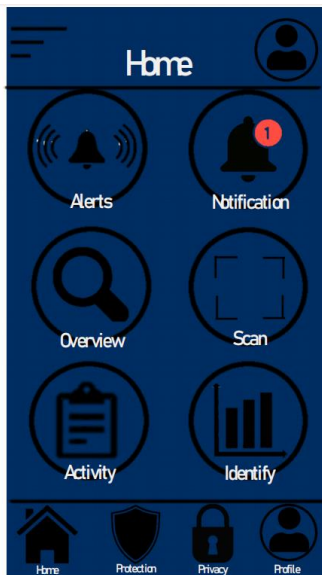 Home
1
Alerts
Notification
Overview
Scan
Activity
Identify
Home
Protection
Privacy
Profile